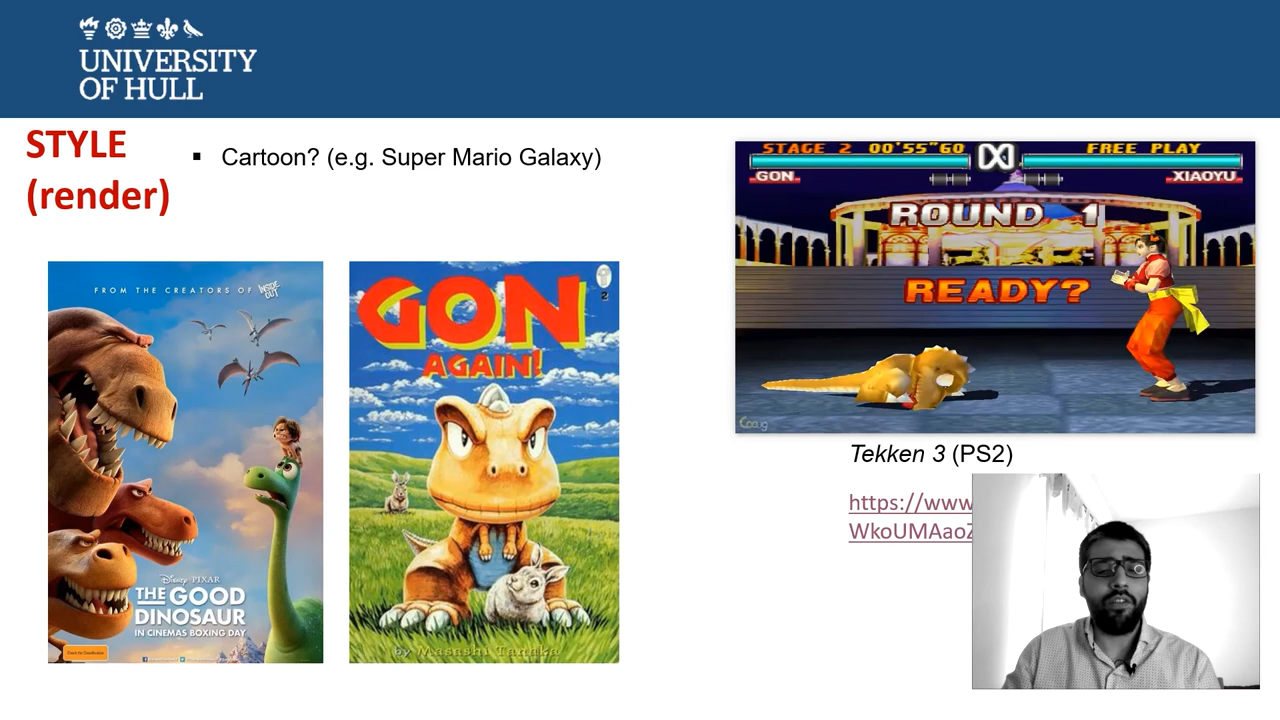 UNIVERSITY
OF HULL
STYLE
(render)
▪ Cartoon? (e.g. Super Mario Galaxy)
FROM THE CREATORS OF INSIDE OUT
Disney·PIXAR
THE GOOD
DINOSAUR
IN CINEMAS BOXING DAY
GON
2
AGAIN!
by Masashi Tanaka
STAGE 2 00'55"60
FREE PLAY
GON
XIAOYU
ROUND 1
READY?
Tekken 3 (PS2)
https://www
WkoUMAao